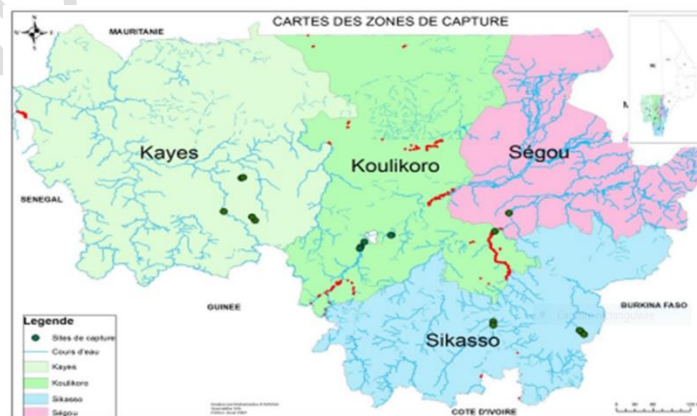 CARTES DES ZONES DE CAPTURE
MAURITANIE
Kayes
Koulikoro
Ségou
SENEGAL
GUINEE
BURKINA FASO
Sikasso
COTE D'IVOIRE
Legende
Sites de capture
Cours d'eau
Kayes
Koulikoro
Sikasso
Ségou